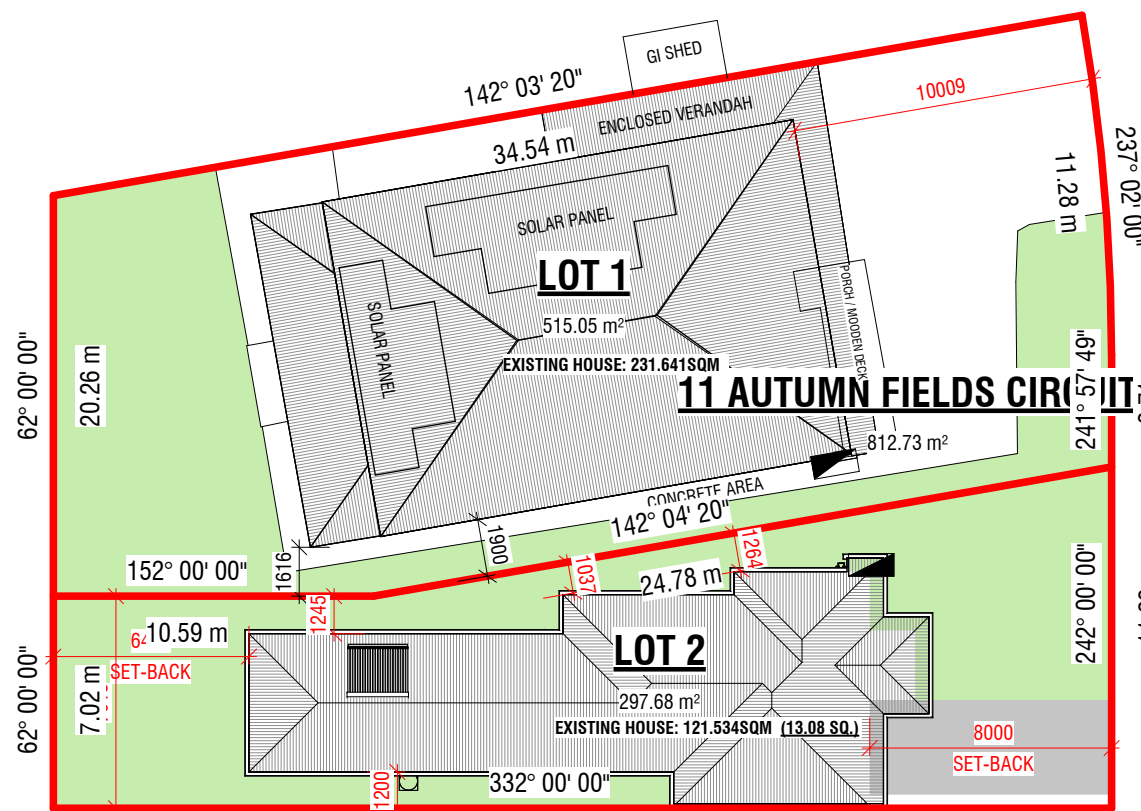 GI SHED
142° 03' 20"
ENCLOSED VERANDAH
10009
34.54 m
237° 02' 00"
11.28 m
SOLAR PANEL
LOT 1
515.05 m²
SOLAR PANEL
PORCH / MOODEN DECK
EXISTING HOUSE: 231.641SQM
62° 00' 00"
20.26 m
11 AUTUMN FIELDS CIRCUIT
241° 57' 49"
812.73 m²
CONCRETE AREA
142° 04' 20"
1900
1616
152° 00' 00"
1037
1264
24.78 m
1245
10.59 m
SET-BACK
LOT 2
242° 00' 00"
62° 00' 00"
7.02 m
297.68 m²
EXISTING HOUSE: 121.534SQM (13.08 SQ.)
8000
SET-BACK
1200
332° 00' 00"